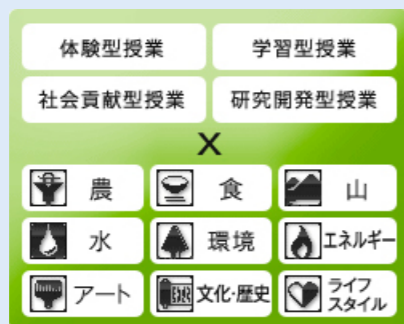 体験型授業 学習型授業
社会貢献型授業 研究開発型授業
X
農 食 山
水 環境 エネルギー
アート 文化・歴史 ライフ
スタイル